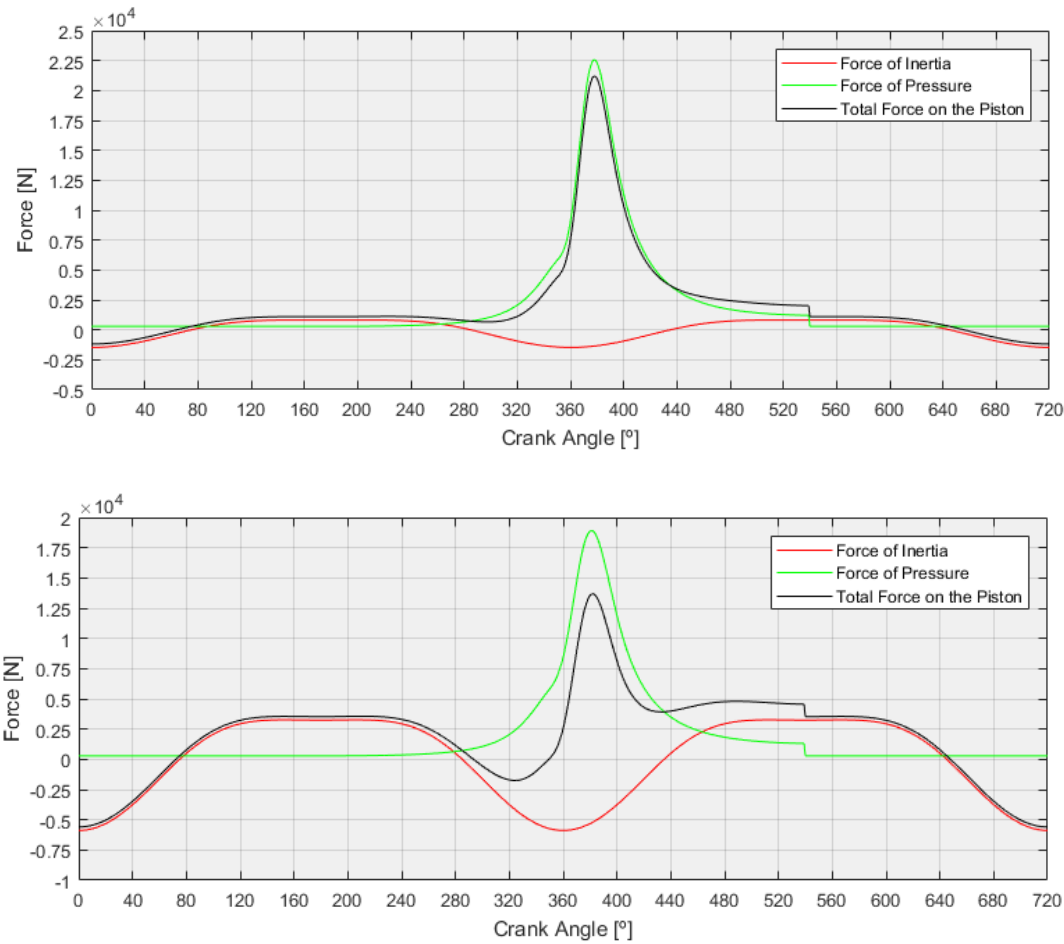 ×10⁴
2.5
2.25
2
1.75
1.5
1.25
1
0.75
0.5
0.25
0
-0.25
-0.5
Force [N]
Force of Inertia
Force of Pressure
Total Force on the Piston
0 40 80 120 160 200 240 280 320 360 400 440 480 520 560 600 640 680 720
Crank Angle [º]
×10⁴
2
1.75
1.5
1.25
1
0.75
0.5
0.25
0
-0.25
-0.5
-0.75
-1
Force [N]
Force of Inertia
Force of Pressure
Total Force on the Piston
0 40 80 120 160 200 240 280 320 360 400 440 480 520 560 600 640 680 720
Crank Angle [º]